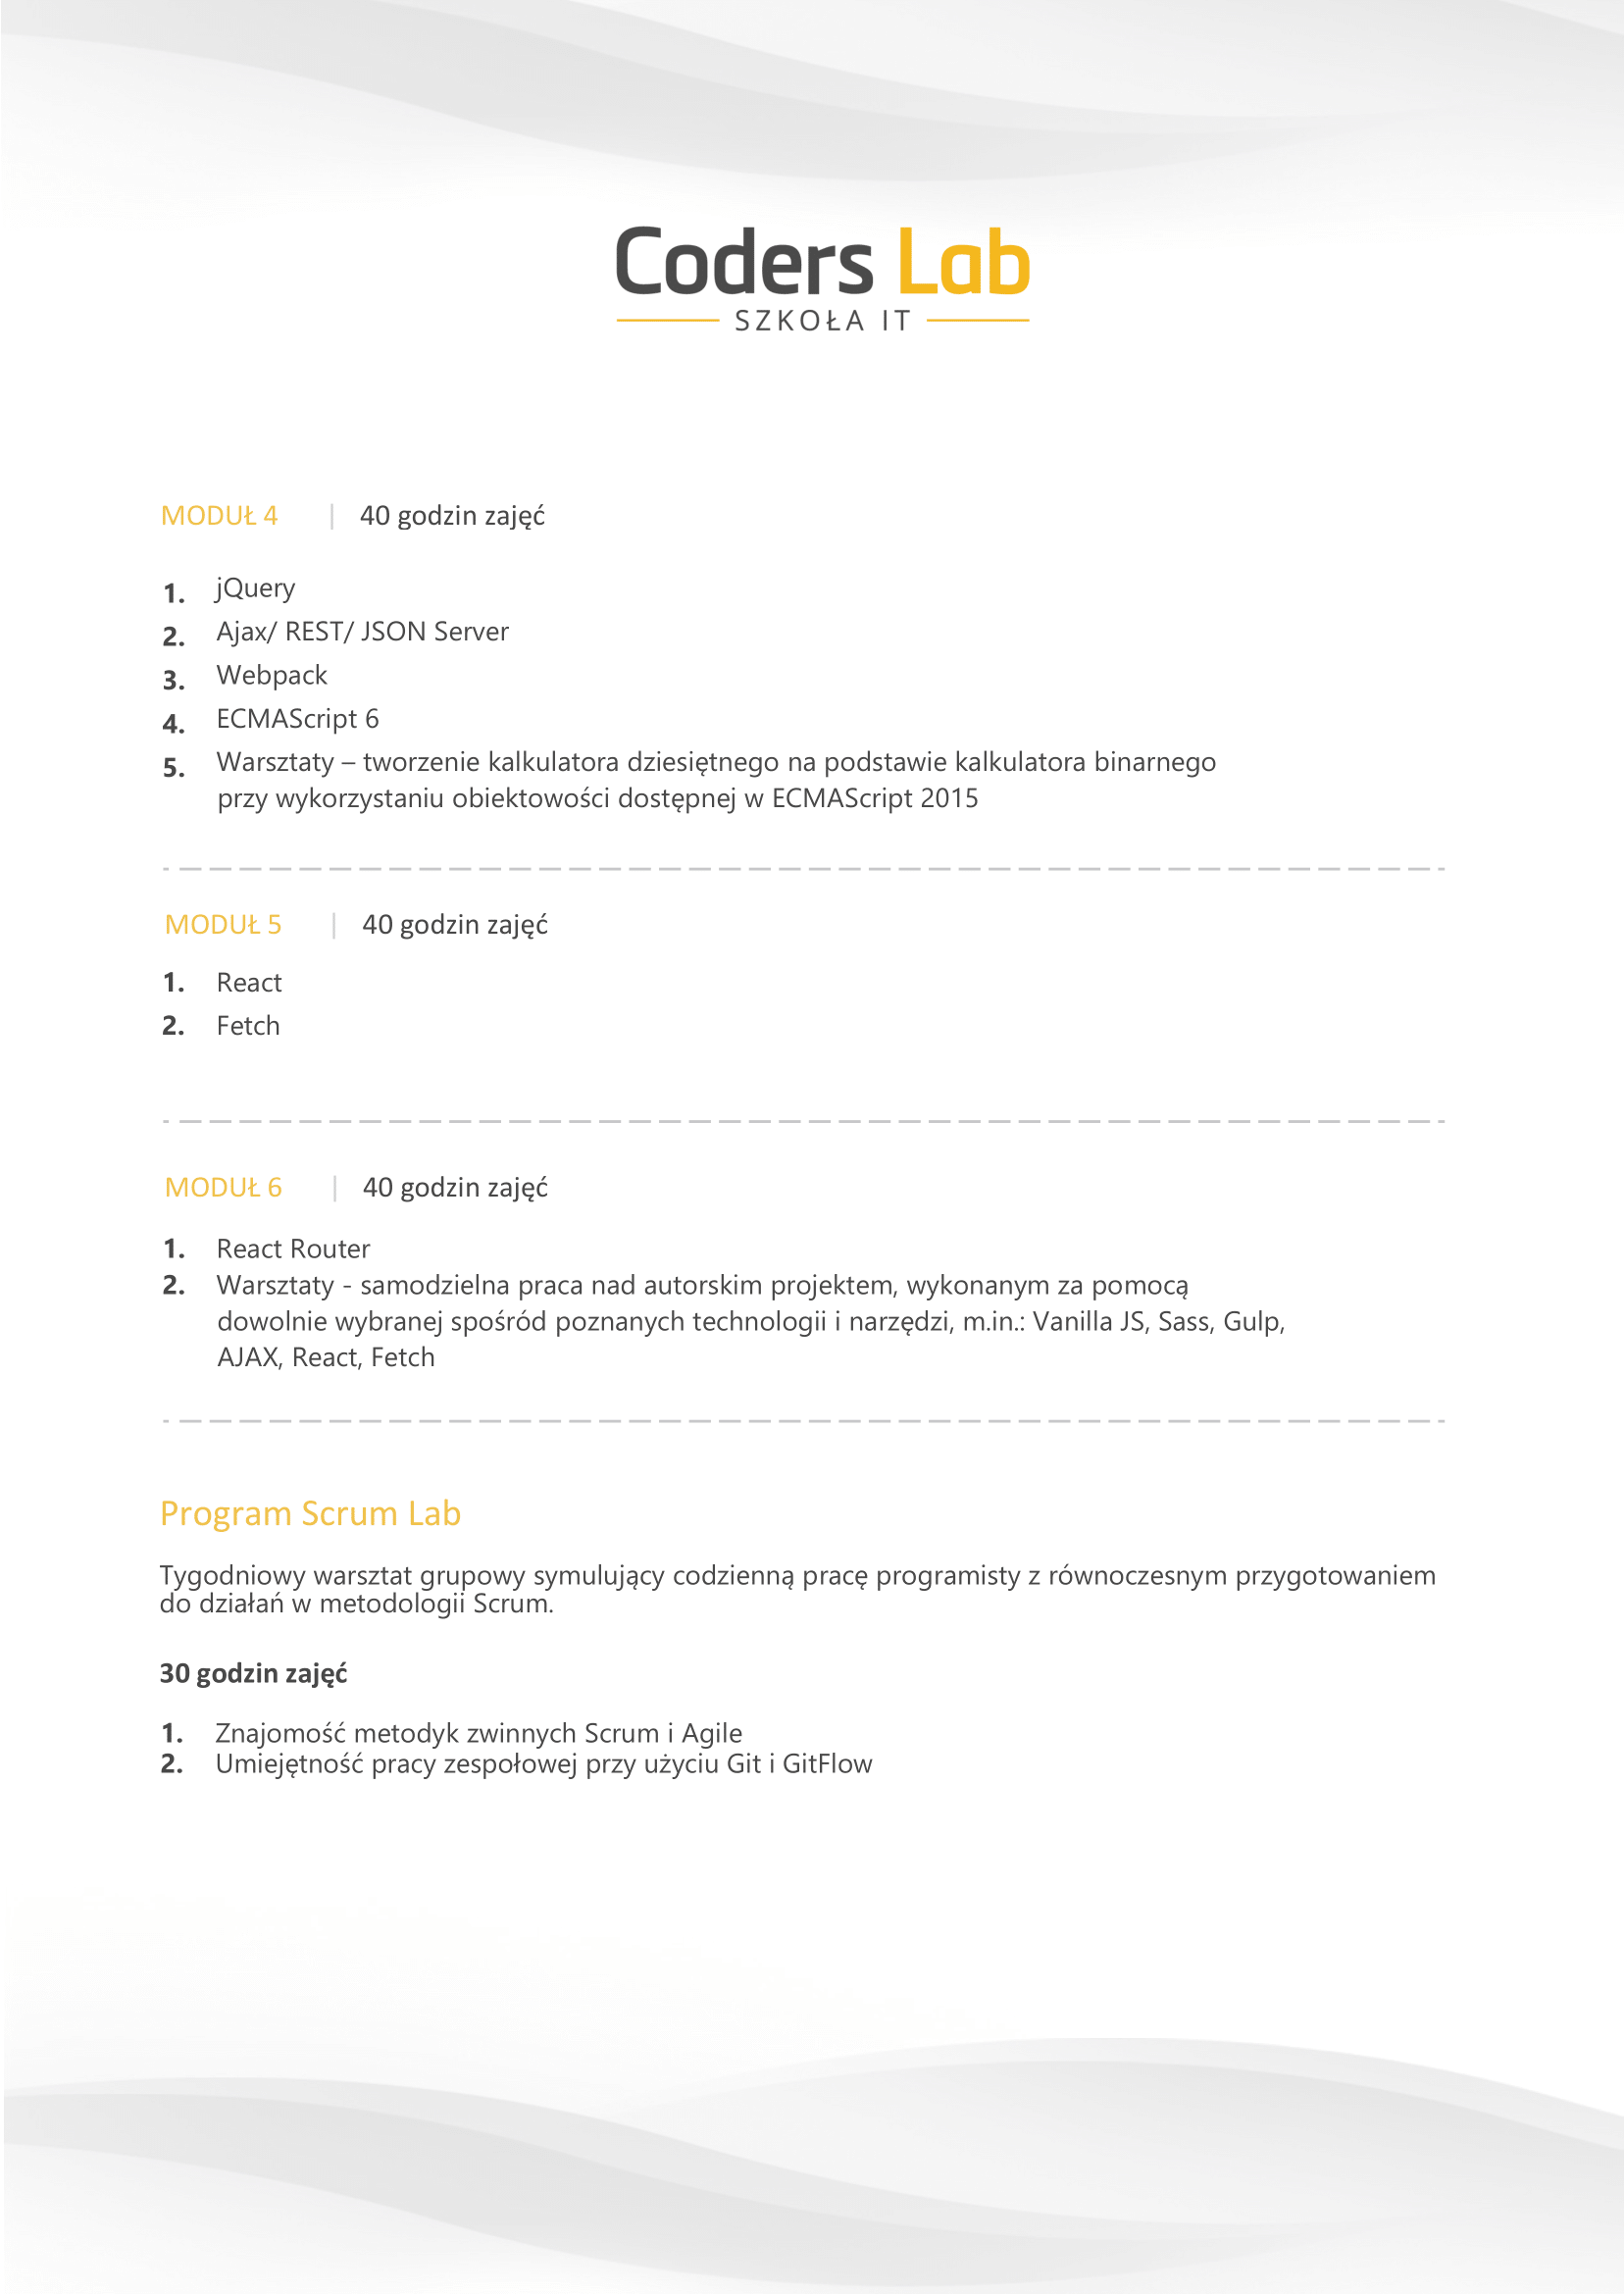 Coders Lab
SZKOŁA IT
MODUŁ 4 | 40 godzin zajęć
1. jQuery
2. Ajax/ REST/ JSON Server
3. Webpack
4. ECMAScript 6
5. Warsztaty – tworzenie kalkulatora dziesiętnego na podstawie kalkulatora binarnego
przy wykorzystaniu obiektowości dostępnej w ECMAScript 2015
MODUŁ 5 | 40 godzin zajęć
1. React
2. Fetch
MODUŁ 6 | 40 godzin zajęć
1. React Router
2. Warsztaty - samodzielna praca nad autorskim projektem, wykonanym za pomocą
dowolnie wybranej spośród poznanych technologii i narzędzi, m.in.: Vanilla JS, Sass, Gulp,
AJAX, React, Fetch
Program Scrum Lab
Tygodniowy warsztat grupowy symulujący codzienną pracę programisty z równoczesnym przygotowaniem
do działań w metodologii Scrum.
30 godzin zajęć
1. Znajomość metodyk zwinnych Scrum i Agile
2. Umiejętność pracy zespołowej przy użyciu Git i GitFlow